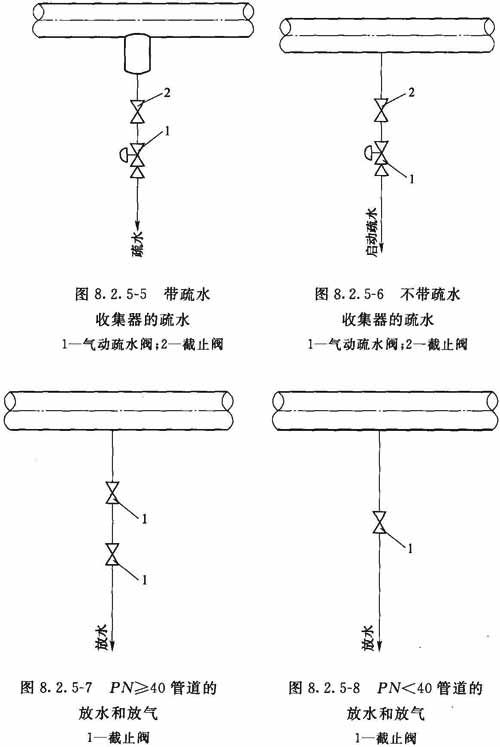 2
1
疏水
2
1
启动疏水
图 8.2.5-5 带疏水
收集器的疏水
1—气动疏水阀;2—截止阀
图 8.2.5-6 不带疏水
收集器的疏水
1—气动疏水阀;2—截止阀
1
1
放水
1
放水
图 8.2.5-7 PN≥40 管道的
放水和放气
1—截止阀
图 8.2.5-8 PN<40 管道的
放水和放气
1—截止阀